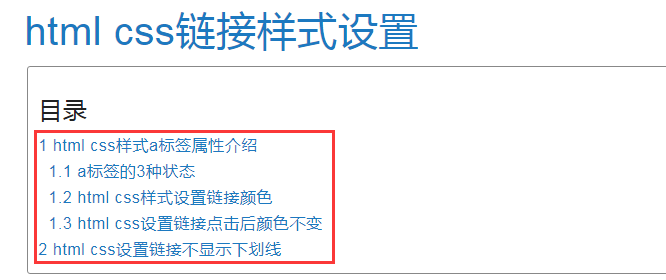 html css链接样式设置
目录
1 html css样式a标签属性介绍
1.1 a标签的3种状态
1.2 html css样式设置链接颜色
1.3 html css设置链接点击后颜色不变
2 html css设置链接不显示下划线